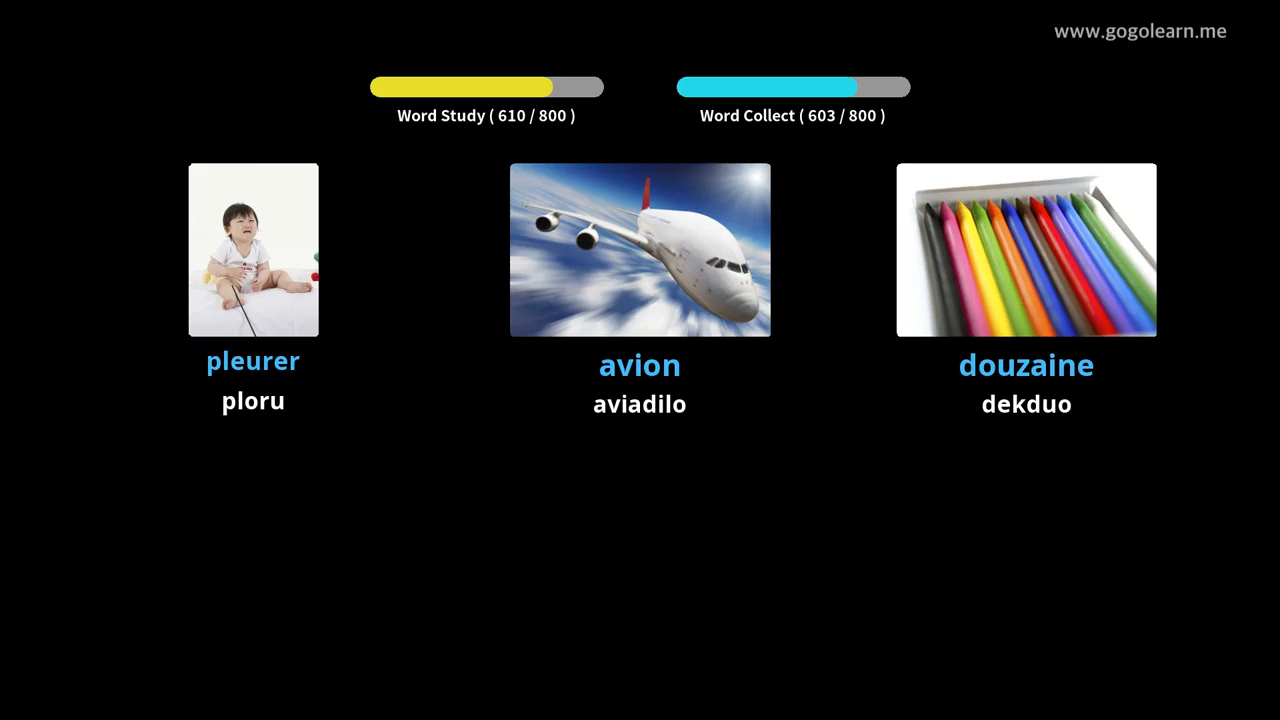 www.gogolearn.me
Word Study ( 610 / 800 )
Word Collect ( 603 / 800 )
pleurer
ploru
avion
aviadilo
douzaine
dekduo